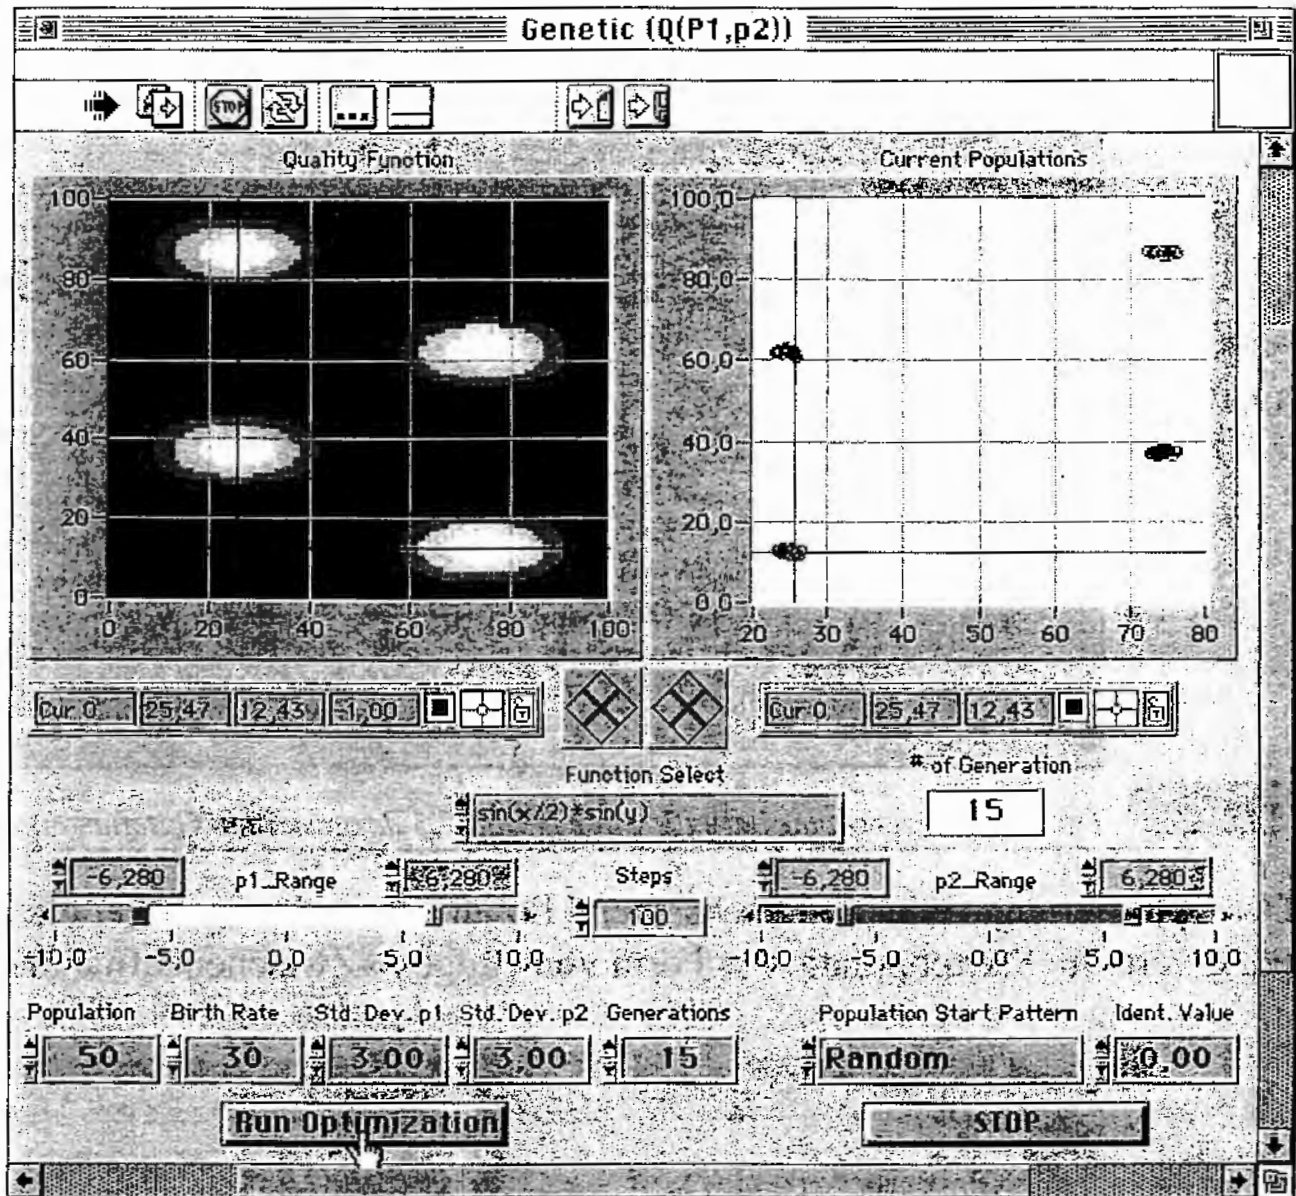 Genetic (Q(P1,p2))
STOP
Quality Function
Current Populations
100
80
60
40
20
0
0 20 40 60 80 100
100,0
80,0
60,0
40,0
20,0
0,0
20 30 40 50 60 70 80
Cur 0 25,47 12,43 -1,00
Cur 0 25,47 12,43
Function Select
# of Generation
sin(x/2)*sin(y)
15
-6,280 p1_Range 6,280
Steps
-6,280 p2_Range 6,280
100
-10,0 -5,0 0,0 5,0 10,0
-10,0 -5,0 0,0 5,0 10,0
Population Birth Rate Std. Dev. p1 Std. Dev. p2 Generations Population Start Pattern Ident. Value
50 30 3,00 3,00 15 Random 0,00
Run Optimization
STOP